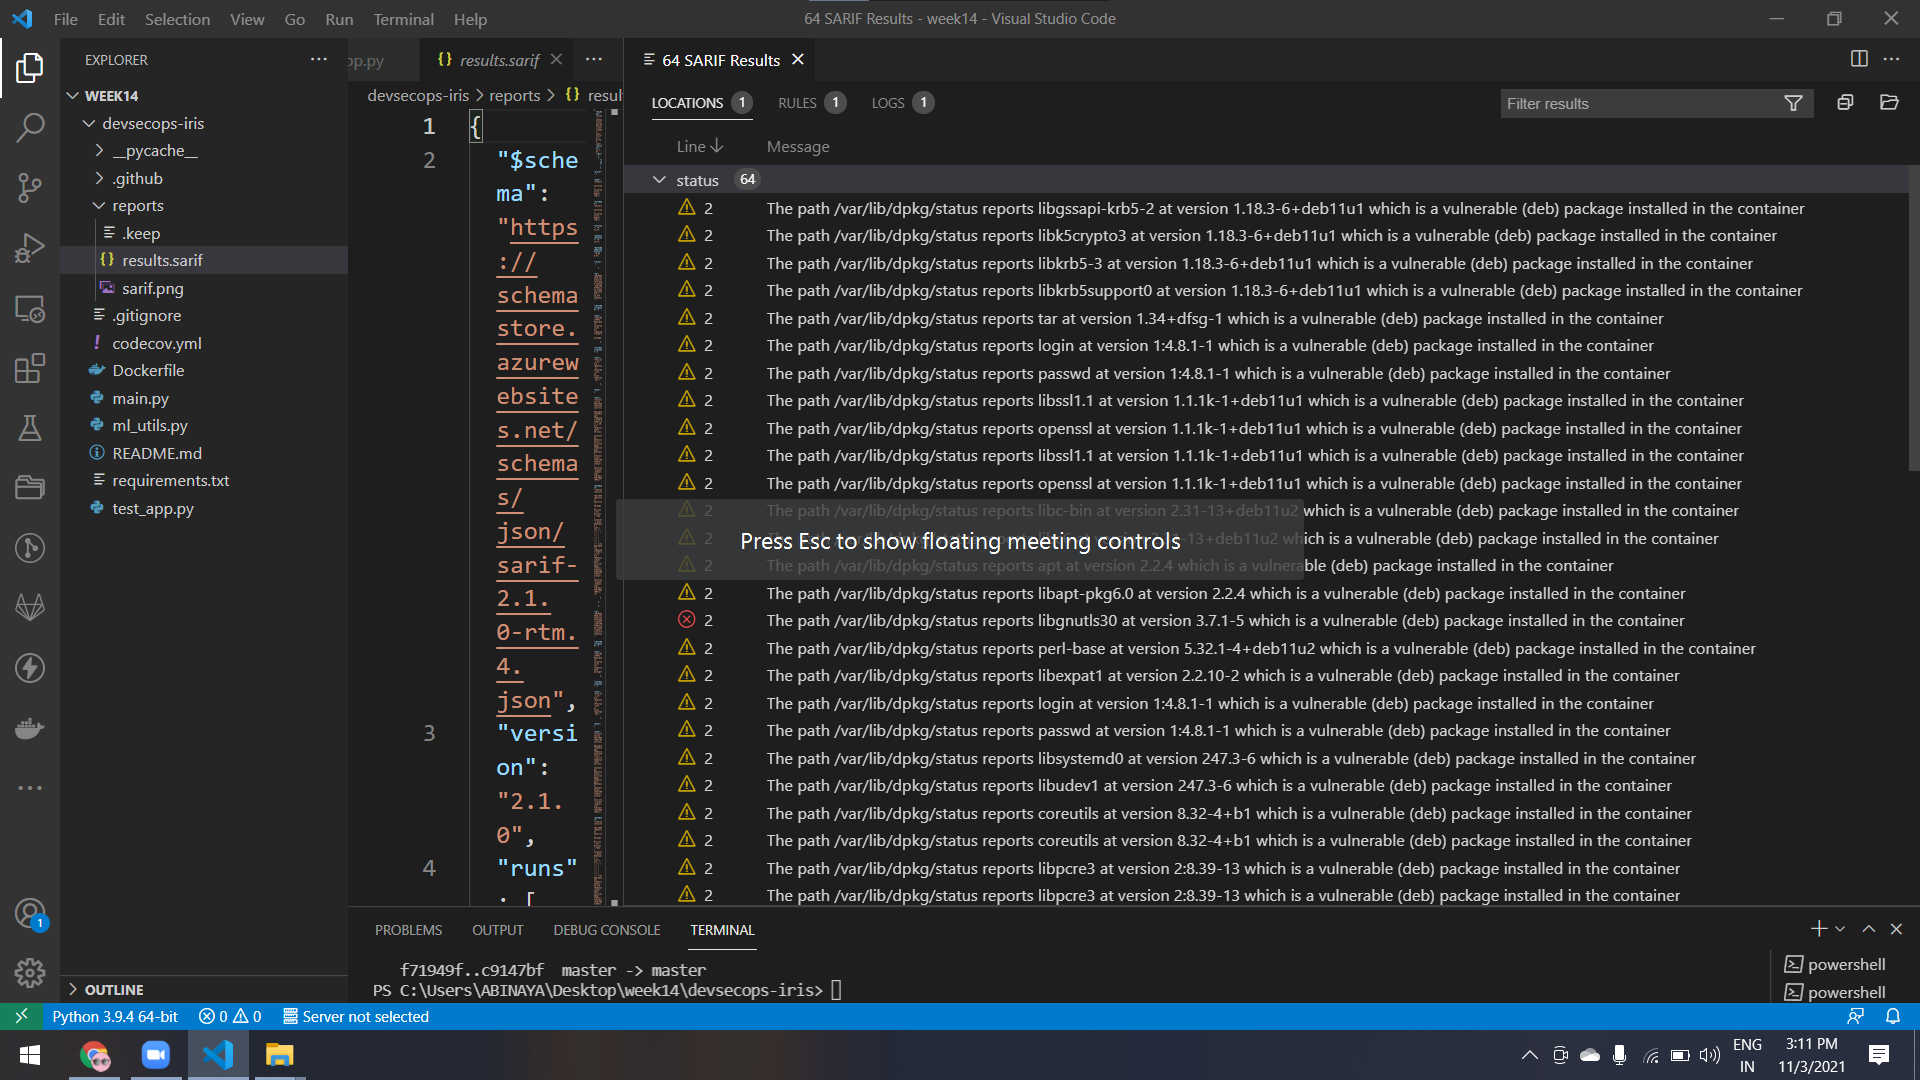 File Edit Selection View Go Run Terminal Help
64 SARIF Results - week14 - Visual Studio Code
EXPLORER
WEEK14
devsecops-iris
__pycache__
.github
reports
.keep
results.sarif
sarif.png
.gitignore
codecov.yml
Dockerfile
main.py
ml_utils.py
README.md
requirements.txt
test_app.py
OUTLINE
pp.py
results.sarif
devsecops-iris > reports > {} resul
1 {
2 "$sche
ma":
"https
://
schema
store.
azurew
ebsite
s.net/
schema
s/
json/
sarif-
2.1.
0-rtm.
4.
json",
3 "versi
on":
"2.1.
0",
4 "runs"
: [
64 SARIF Results
LOCATIONS 1 RULES 1 LOGS 1
Filter results
Line Message
status 64
2 The path /var/lib/dpkg/status reports libgssapi-krb5-2 at version 1.18.3-6+deb11u1 which is a vulnerable (deb) package installed in the container
2 The path /var/lib/dpkg/status reports libk5crypto3 at version 1.18.3-6+deb11u1 which is a vulnerable (deb) package installed in the container
2 The path /var/lib/dpkg/status reports libkrb5-3 at version 1.18.3-6+deb11u1 which is a vulnerable (deb) package installed in the container
2 The path /var/lib/dpkg/status reports libkrb5support0 at version 1.18.3-6+deb11u1 which is a vulnerable (deb) package installed in the container
2 The path /var/lib/dpkg/status reports tar at version 1.34+dfsg-1 which is a vulnerable (deb) package installed in the container
2 The path /var/lib/dpkg/status reports login at version 1:4.8.1-1 which is a vulnerable (deb) package installed in the container
2 The path /var/lib/dpkg/status reports passwd at version 1:4.8.1-1 which is a vulnerable (deb) package installed in the container
2 The path /var/lib/dpkg/status reports libssl1.1 at version 1.1.1k-1+deb11u1 which is a vulnerable (deb) package installed in the container
2 The path /var/lib/dpkg/status reports openssl at version 1.1.1k-1+deb11u1 which is a vulnerable (deb) package installed in the container
2 The path /var/lib/dpkg/status reports libssl1.1 at version 1.1.1k-1+deb11u1 which is a vulnerable (deb) package installed in the container
2 The path /var/lib/dpkg/status reports openssl at version 1.1.1k-1+deb11u1 which is a vulnerable (deb) package installed in the container
2 The path /var/lib/dpkg/status reports libc-bin at version 2.31-13+deb11u2 which is a vulnerable (deb) package installed in the container
2 -13+deb11u2 which is a vulnerable (deb) package installed in the container
Press Esc to show floating meeting controls
2 The path /var/lib/dpkg/status reports apt at version 2.2.4 which is a vulnerable (deb) package installed in the container
2 The path /var/lib/dpkg/status reports libapt-pkg6.0 at version 2.2.4 which is a vulnerable (deb) package installed in the container
2 The path /var/lib/dpkg/status reports libgnutls30 at version 3.7.1-5 which is a vulnerable (deb) package installed in the container
2 The path /var/lib/dpkg/status reports perl-base at version 5.32.1-4+deb11u2 which is a vulnerable (deb) package installed in the container
2 The path /var/lib/dpkg/status reports libexpat1 at version 2.2.10-2 which is a vulnerable (deb) package installed in the container
2 The path /var/lib/dpkg/status reports login at version 1:4.8.1-1 which is a vulnerable (deb) package installed in the container
2 The path /var/lib/dpkg/status reports passwd at version 1:4.8.1-1 which is a vulnerable (deb) package installed in the container
2 The path /var/lib/dpkg/status reports libsystemd0 at version 247.3-6 which is a vulnerable (deb) package installed in the container
2 The path /var/lib/dpkg/status reports libudev1 at version 247.3-6 which is a vulnerable (deb) package installed in the container
2 The path /var/lib/dpkg/status reports coreutils at version 8.32-4+b1 which is a vulnerable (deb) package installed in the container
2 The path /var/lib/dpkg/status reports coreutils at version 8.32-4+b1 which is a vulnerable (deb) package installed in the container
2 The path /var/lib/dpkg/status reports libpcre3 at version 2:8.39-13 which is a vulnerable (deb) package installed in the container
2 The path /var/lib/dpkg/status reports libpcre3 at version 2:8.39-13 which is a vulnerable (deb) package installed in the container
PROBLEMS OUTPUT DEBUG CONSOLE TERMINAL
f71949f..c9147bf master -> master
PS C:\Users\ABINAYA\Desktop\week14\devsecops-iris>
powershell
powershell
1
Python 3.9.4 64-bit 0 0 Server not selected
ENG
IN
3:11 PM
11/3/2021